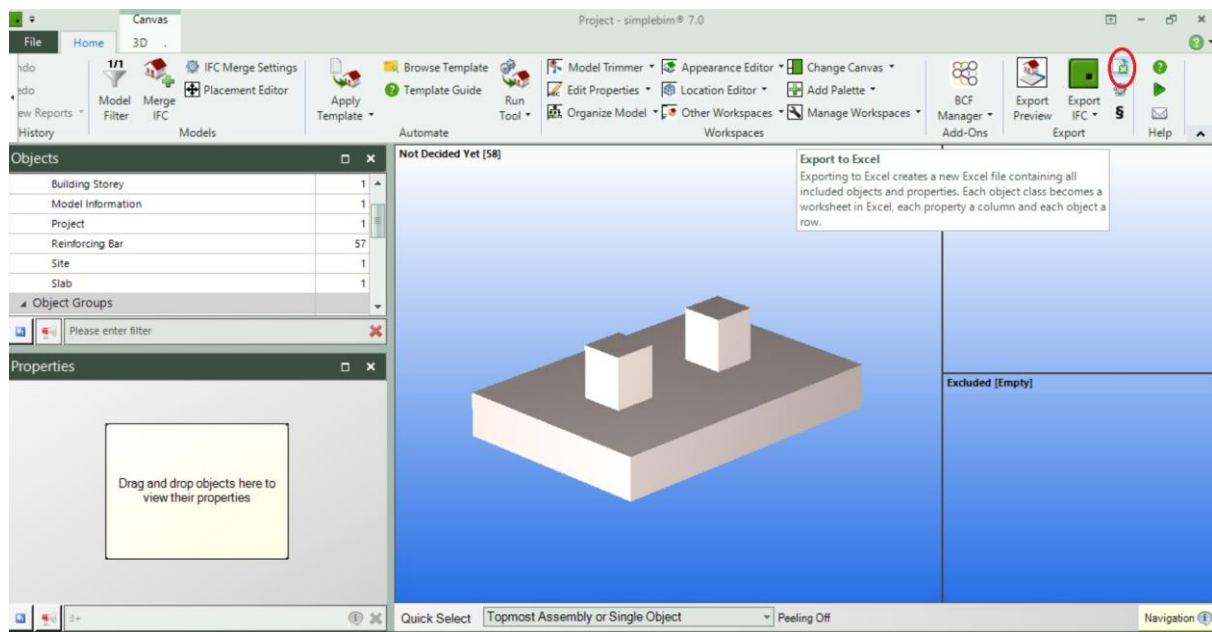 Canvas
Project - simplebim® 7.0
File Home 3D .
ndo
edo
ew Reports
History
1/1
Model Filter
Merge IFC
IFC Merge Settings
Placement Editor
Models
Apply Template
Browse Template
Template Guide
Run Tool
Automate
Model Trimmer
Appearance Editor
Change Canvas
Edit Properties
Location Editor
Add Palette
Organize Model
Other Workspaces
Manage Workspaces
Workspaces
BCF Manager
Add-Ons
Export Preview
Export IFC
§
Export
Help
Objects
Building Storey 1
Model Information 1
Project 1
Reinforcing Bar 57
Site 1
Slab 1
Object Groups
Please enter filter
Properties
Drag and drop objects here to
view their properties
Not Decided Yet [58]
Export to Excel
Exporting to Excel creates a new Excel file containing all
included objects and properties. Each object class becomes a
worksheet in Excel, each property a column and each object a
row.
Excluded [Empty]
Quick Select Topmost Assembly or Single Object Peeling Off
Navigation